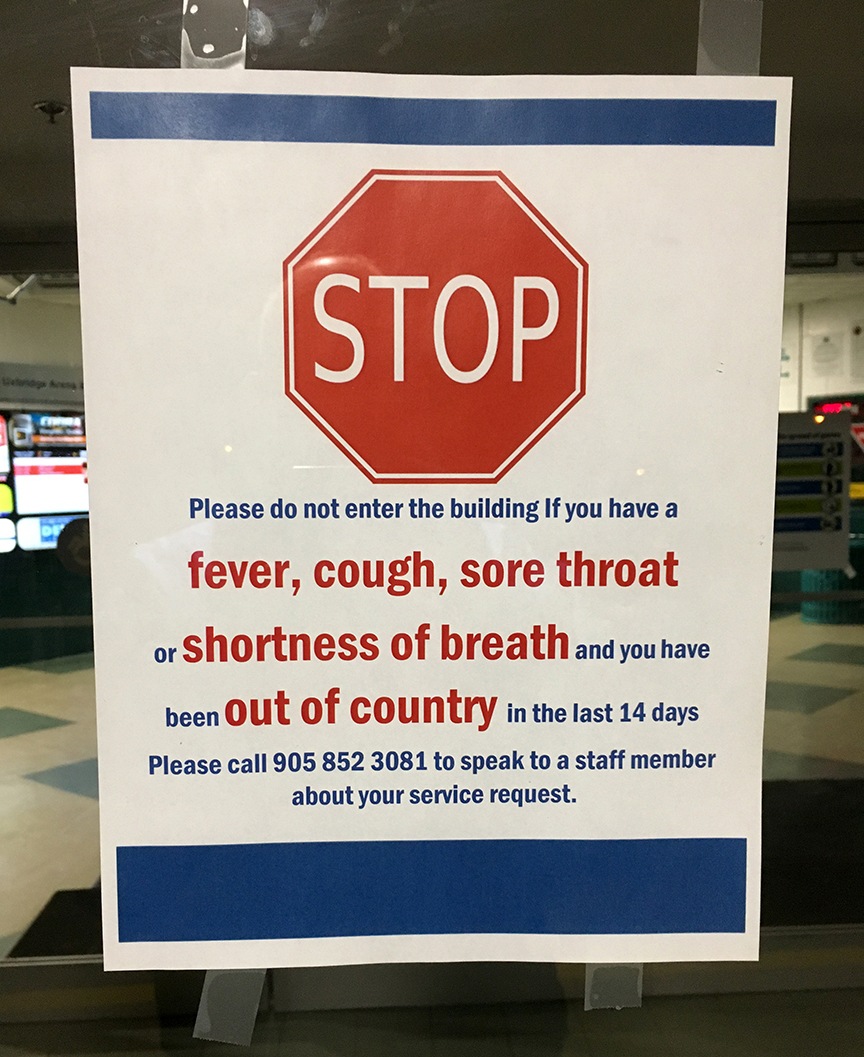 STOP
Please do not enter the building If you have a
fever, cough, sore throat
or shortness of breath and you have
been out of country in the last 14 days
Please call 905 852 3081 to speak to a staff member
about your service request.
Uxbridge Arena